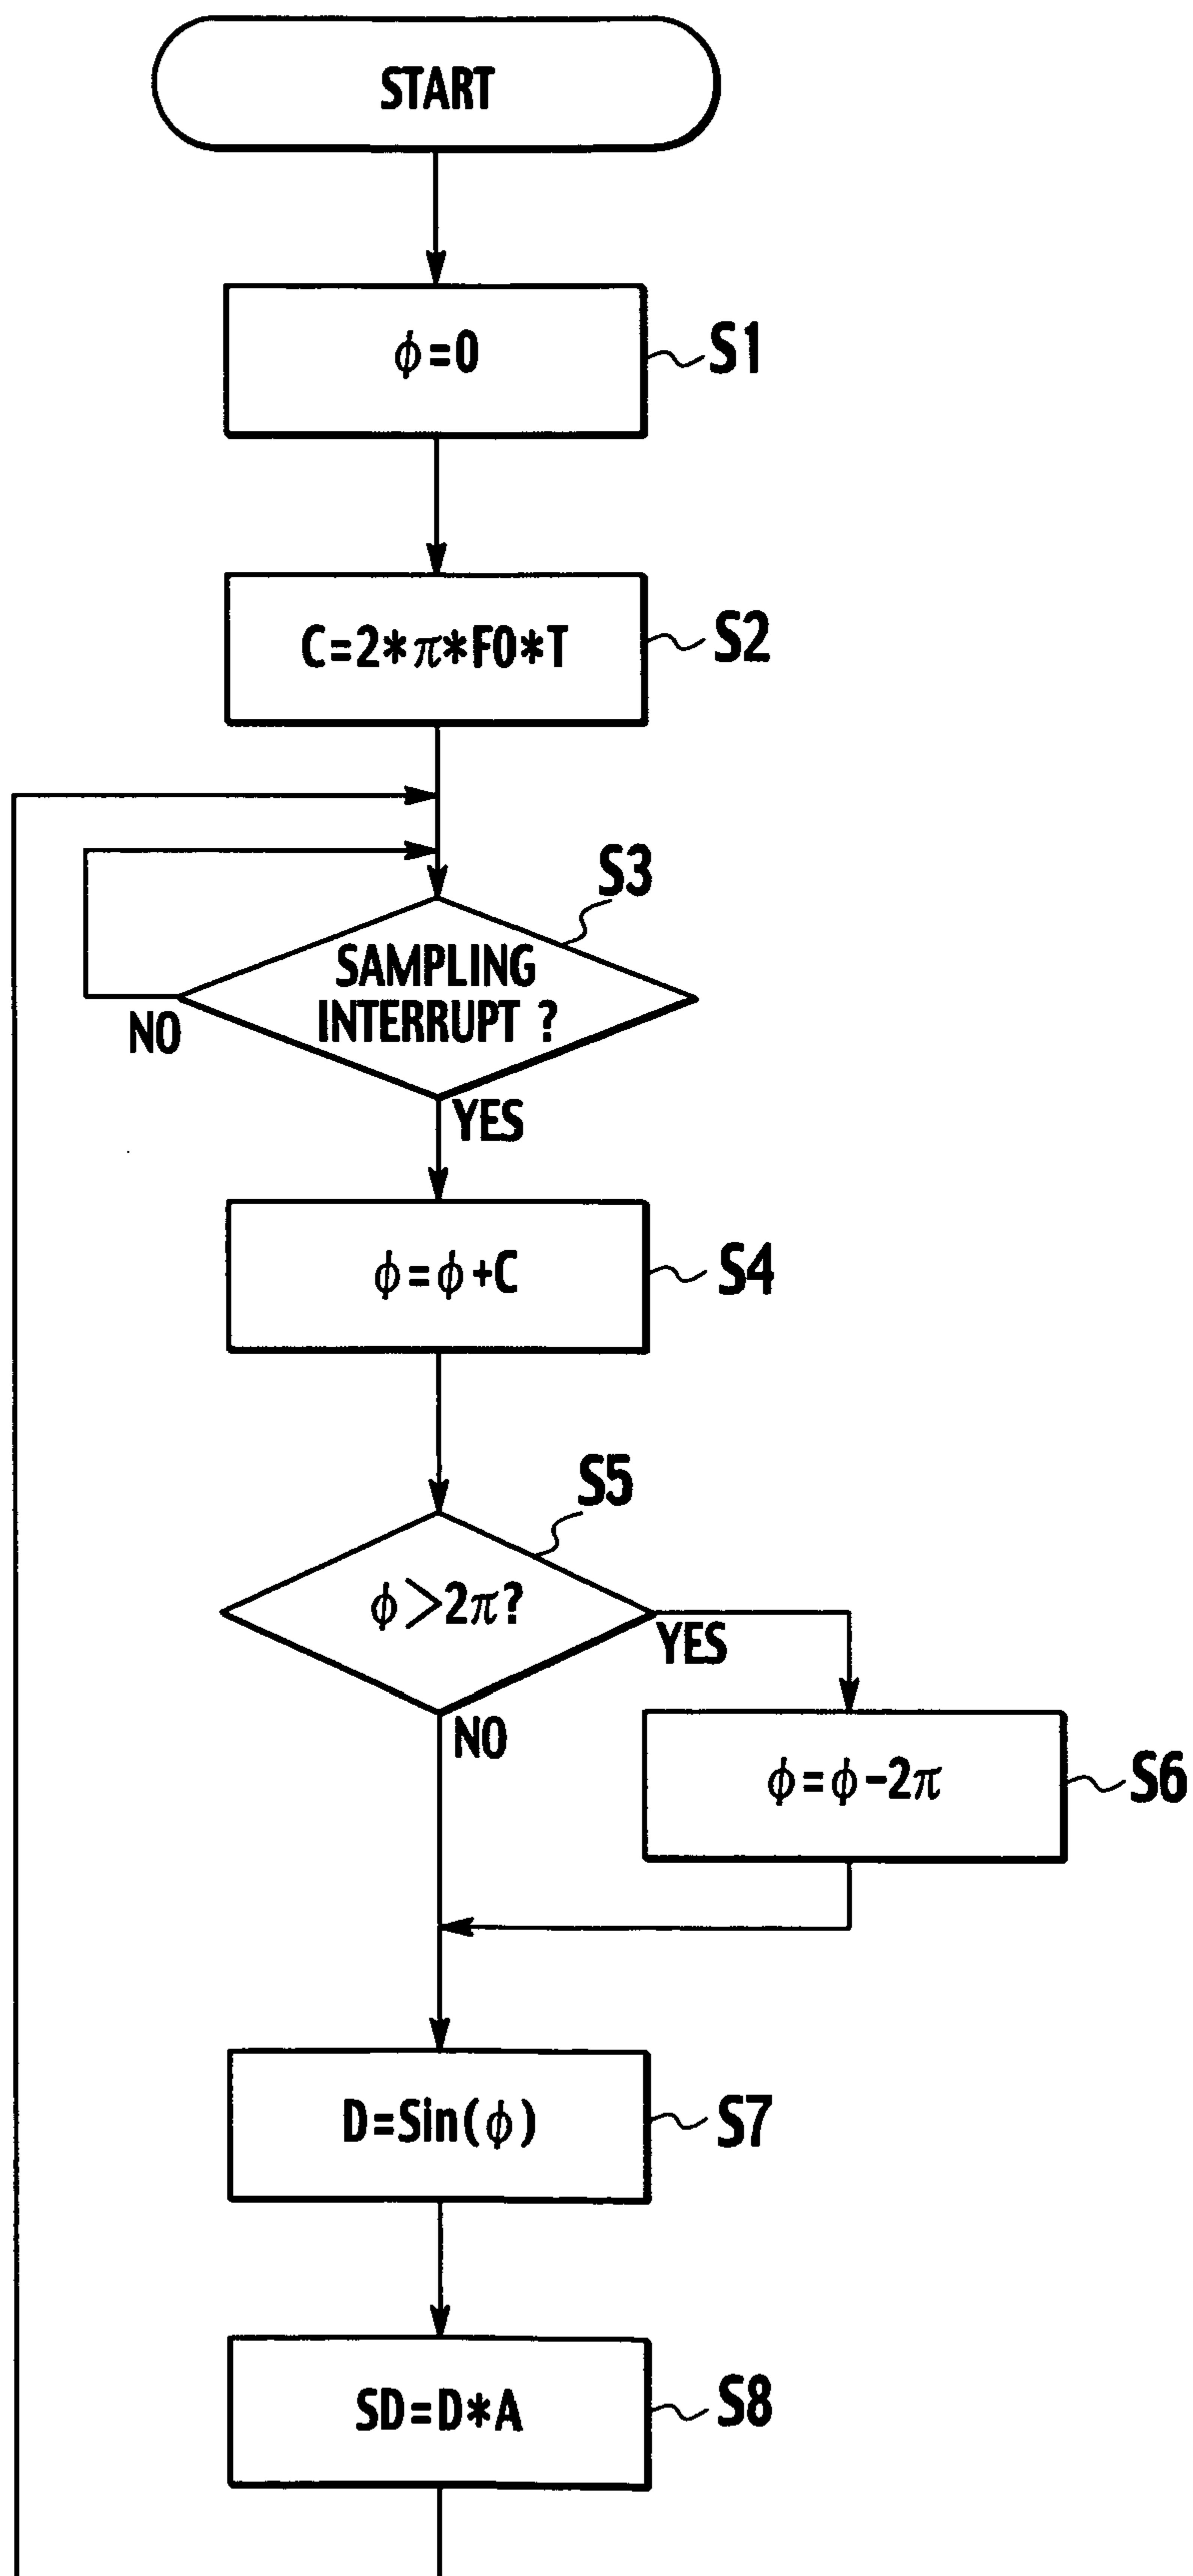 START
ϕ=0
S1
C=2*π*F0*T
S2
S3
SAMPLING
INTERRUPT ?
NO
YES
ϕ=ϕ+C
S4
S5
ϕ>2π?
YES
NO
ϕ=ϕ-2π
S6
D=Sin(ϕ)
S7
SD=D*A
S8